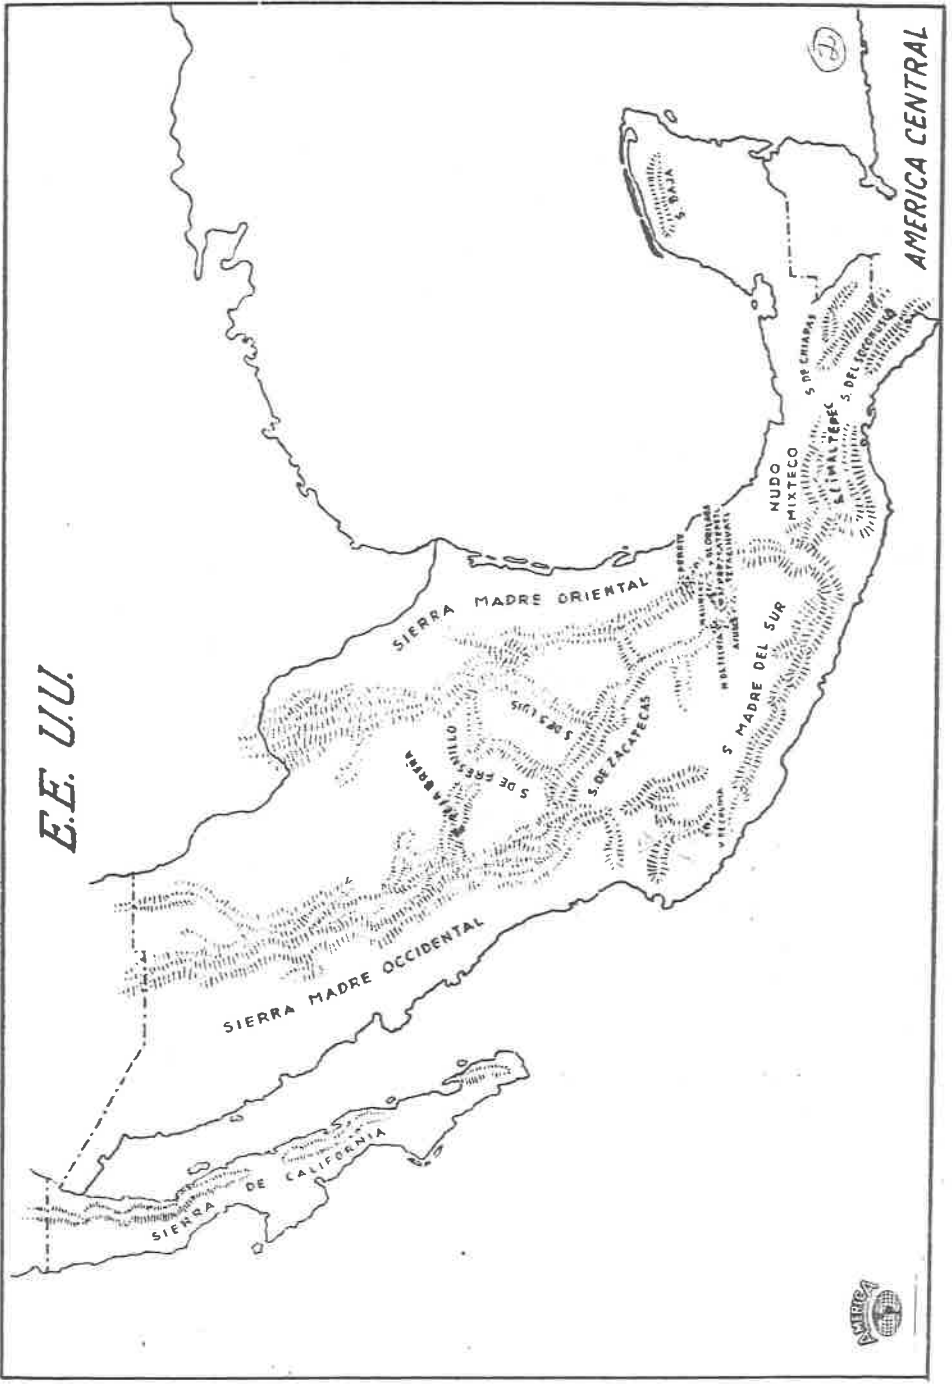 E.E. U.U.
SIERRA DE CALIFORNIA
SIERRA MADRE OCCIDENTAL
SIERRA MADRE ORIENTAL
S. DE FRESNILLO
S. DE S LUIS
S. DE ZACATECAS
S MADRE DEL SUR
NUDO
MIXTECO
S. DE CHIAPAS
S. DEL SOCONUSCO
S. BAJA
AMERICA CENTRAL
AMERICA